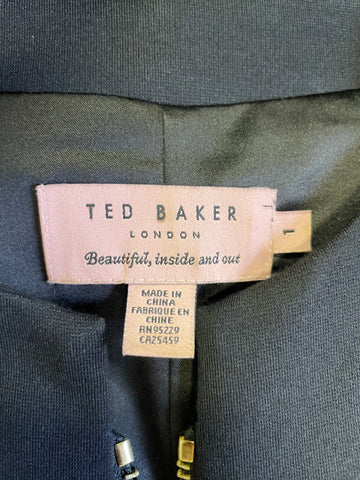 TED BAKER
LONDON
Beautiful, inside and out
1
MADE IN
CHINA
FABRIQUE EN
CHINE
RN95229
CA25459